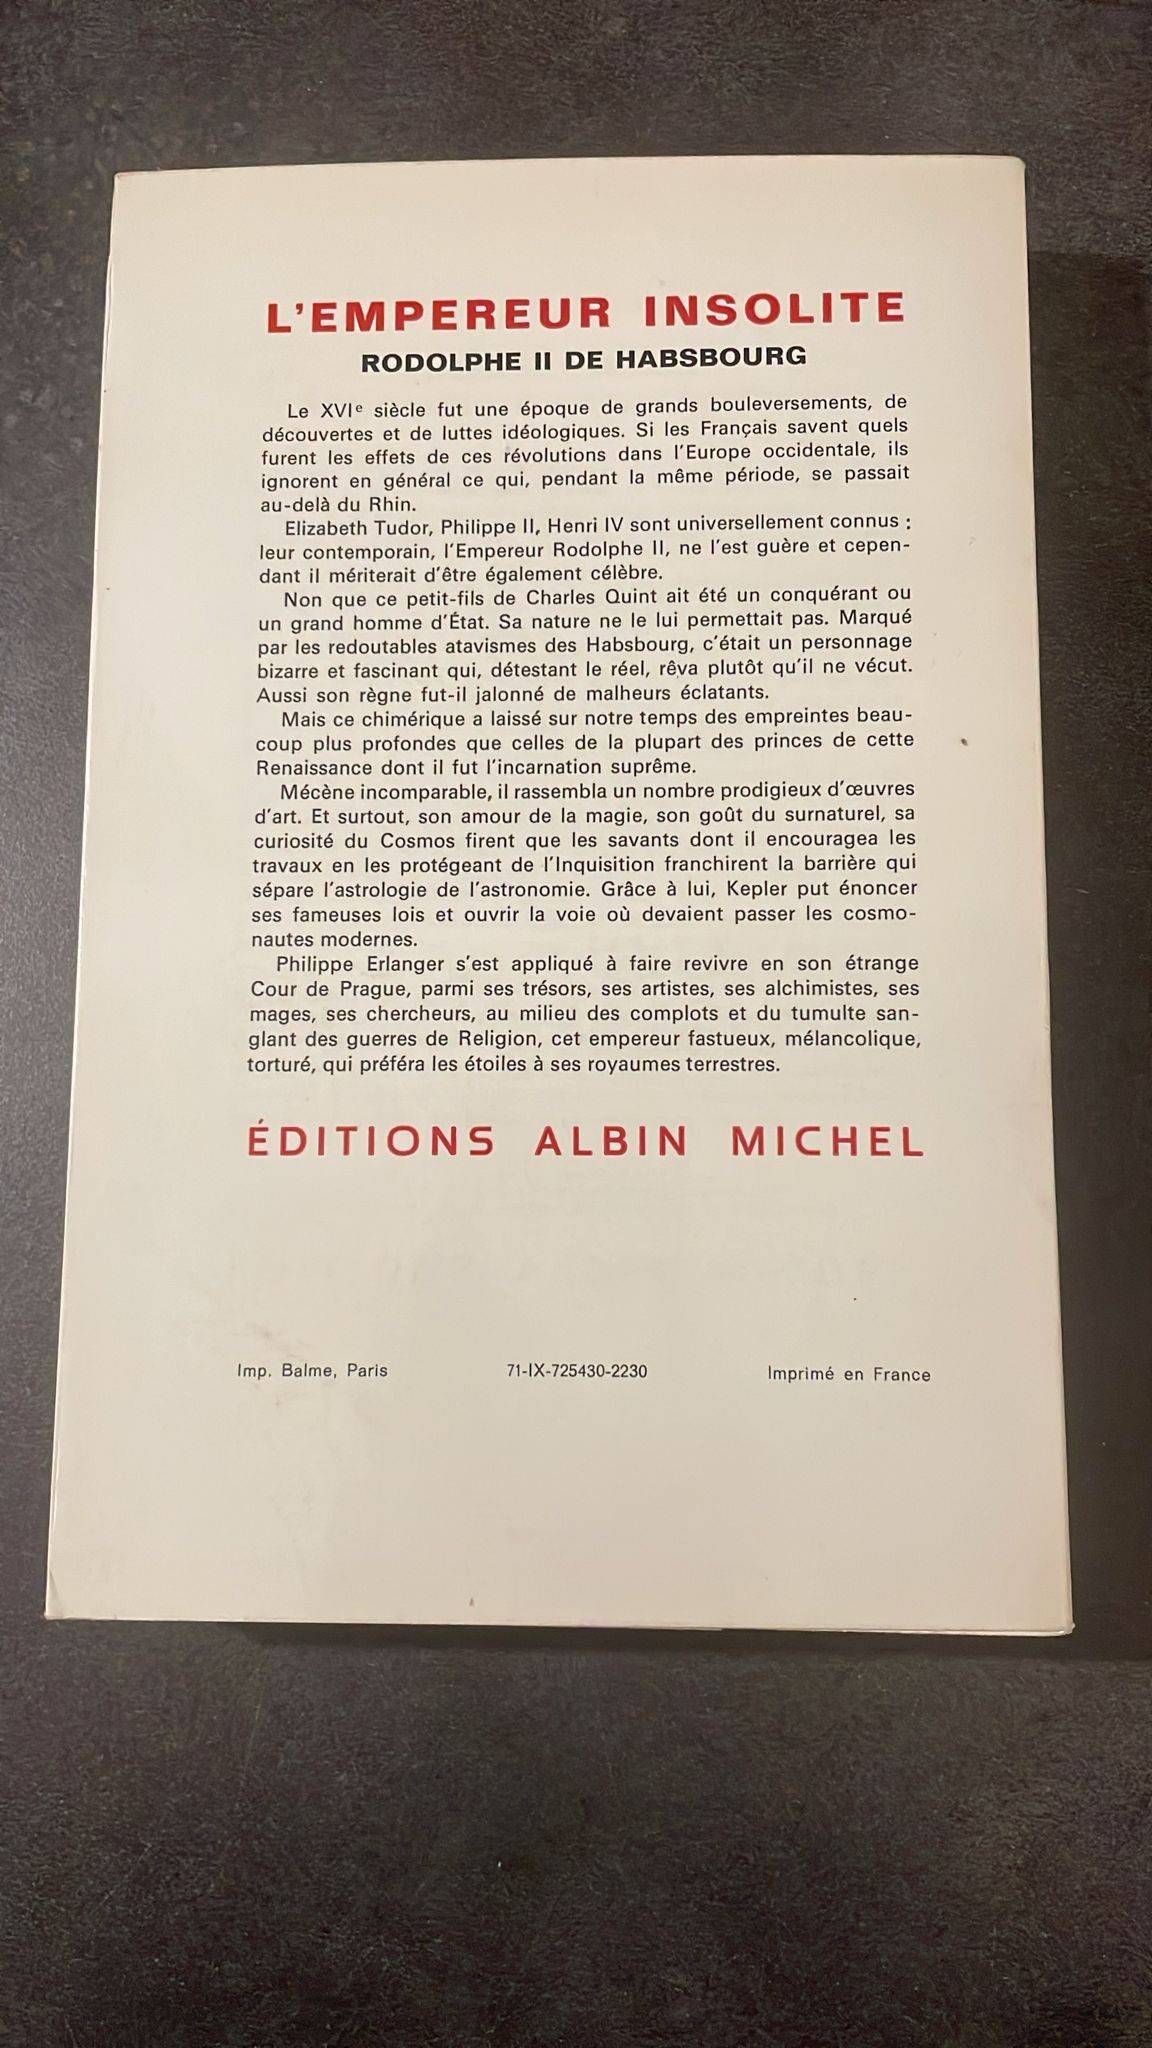 L'EMPEREUR INSOLITE
RODOLPHE II DE HABSBOURG
Le XVIe siècle fut une époque de grands bouleversements, de
découvertes et de luttes idéologiques. Si les Français savent quels
furent les effets de ces révolutions dans l'Europe occidentale, ils
ignorent en général ce qui, pendant la même période, se passait
au-delà du Rhin.
Elizabeth Tudor, Philippe II, Henri IV sont universellement connus :
leur contemporain, l'Empereur Rodolphe II, ne l'est guère et cepen-
dant il mériterait d'être également célèbre.
Non que ce petit-fils de Charles Quint ait été un conquérant ou
un grand homme d'État. Sa nature ne le lui permettait pas. Marqué
par les redoutables atavismes des Habsbourg, c'était un personnage
bizarre et fascinant qui, détestant le réel, rêva plutôt qu'il ne vécut.
Aussi son règne fut-il jalonné de malheurs éclatants.
Mais ce chimérique a laissé sur notre temps des empreintes beau-
coup plus profondes que celles de la plupart des princes de cette
Renaissance dont il fut l'incarnation suprême.
Mécène incomparable, il rassembla un nombre prodigieux d'œuvres
d'art. Et surtout, son amour de la magie, son goût du surnaturel, sa
curiosité du Cosmos firent que les savants dont il encouragea les
travaux en les protégeant de l'Inquisition franchirent la barrière qui
sépare l'astrologie de l'astronomie. Grâce à lui, Kepler put énoncer
ses fameuses lois et ouvrir la voie où devaient passer les cosmo-
nautes modernes.
Philippe Erlanger s'est appliqué à faire revivre en son étrange
Cour de Prague, parmi ses trésors, ses artistes, ses alchimistes, ses
mages, ses chercheurs, au milieu des complots et du tumulte san-
glant des guerres de Religion, cet empereur fastueux, mélancolique,
torturé, qui préféra les étoiles à ses royaumes terrestres.
ÉDITIONS ALBIN MICHEL
Imp. Balme, Paris 71-IX-725430-2230 Imprimé en France